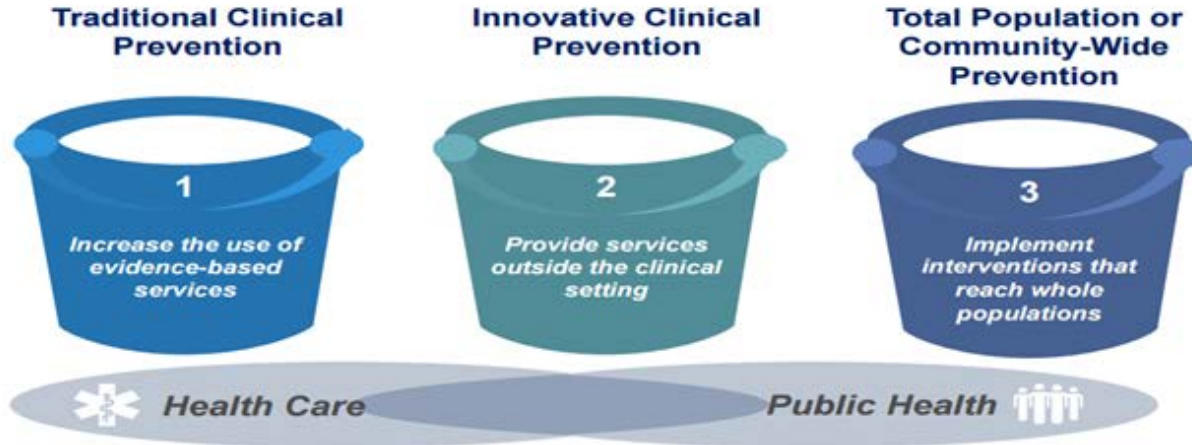 Traditional Clinical
Prevention
Innovative Clinical
Prevention
Total Population or
Community-Wide
Prevention
1
Increase the use of
evidence-based
services
2
Provide services
outside the clinical
setting
3
Implement
interventions that
reach whole
populations
Health Care
Public Health